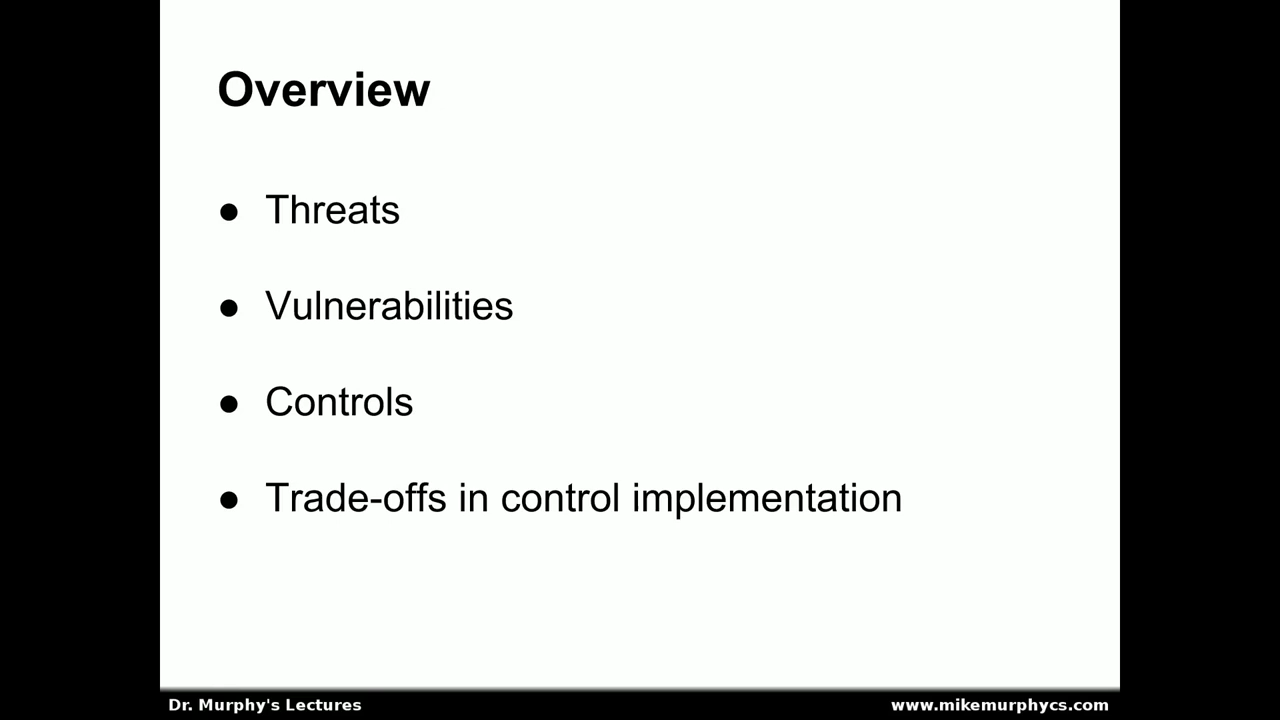 Overview
● Threats
● Vulnerabilities
● Controls
● Trade-offs in control implementation
Dr. Murphy's Lectures
www.mikemurphycs.com